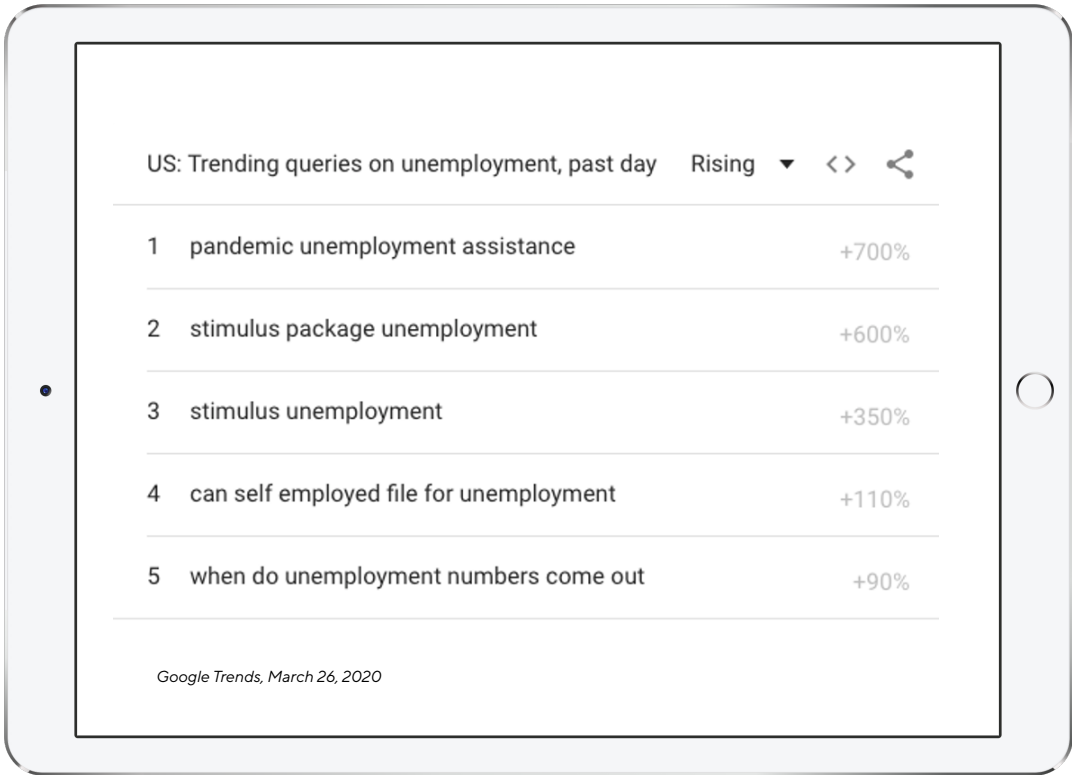 US: Trending queries on unemployment, past day Rising
1 pandemic unemployment assistance +700%
2 stimulus package unemployment +600%
3 stimulus unemployment +350%
4 can self employed file for unemployment +110%
5 when do unemployment numbers come out +90%
Google Trends, March 26, 2020